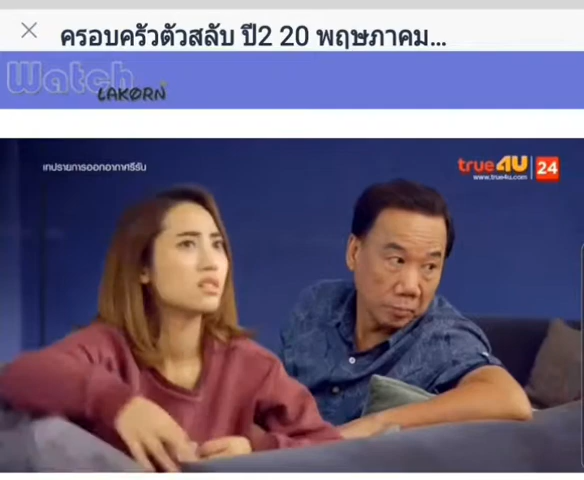 ครอบครัวตัวสลับ ปี2 20 พฤษภาคม...
Watch
LAKORN
เทปรายการออกอากาศรีรัน
true4U 24
www.true4u.com